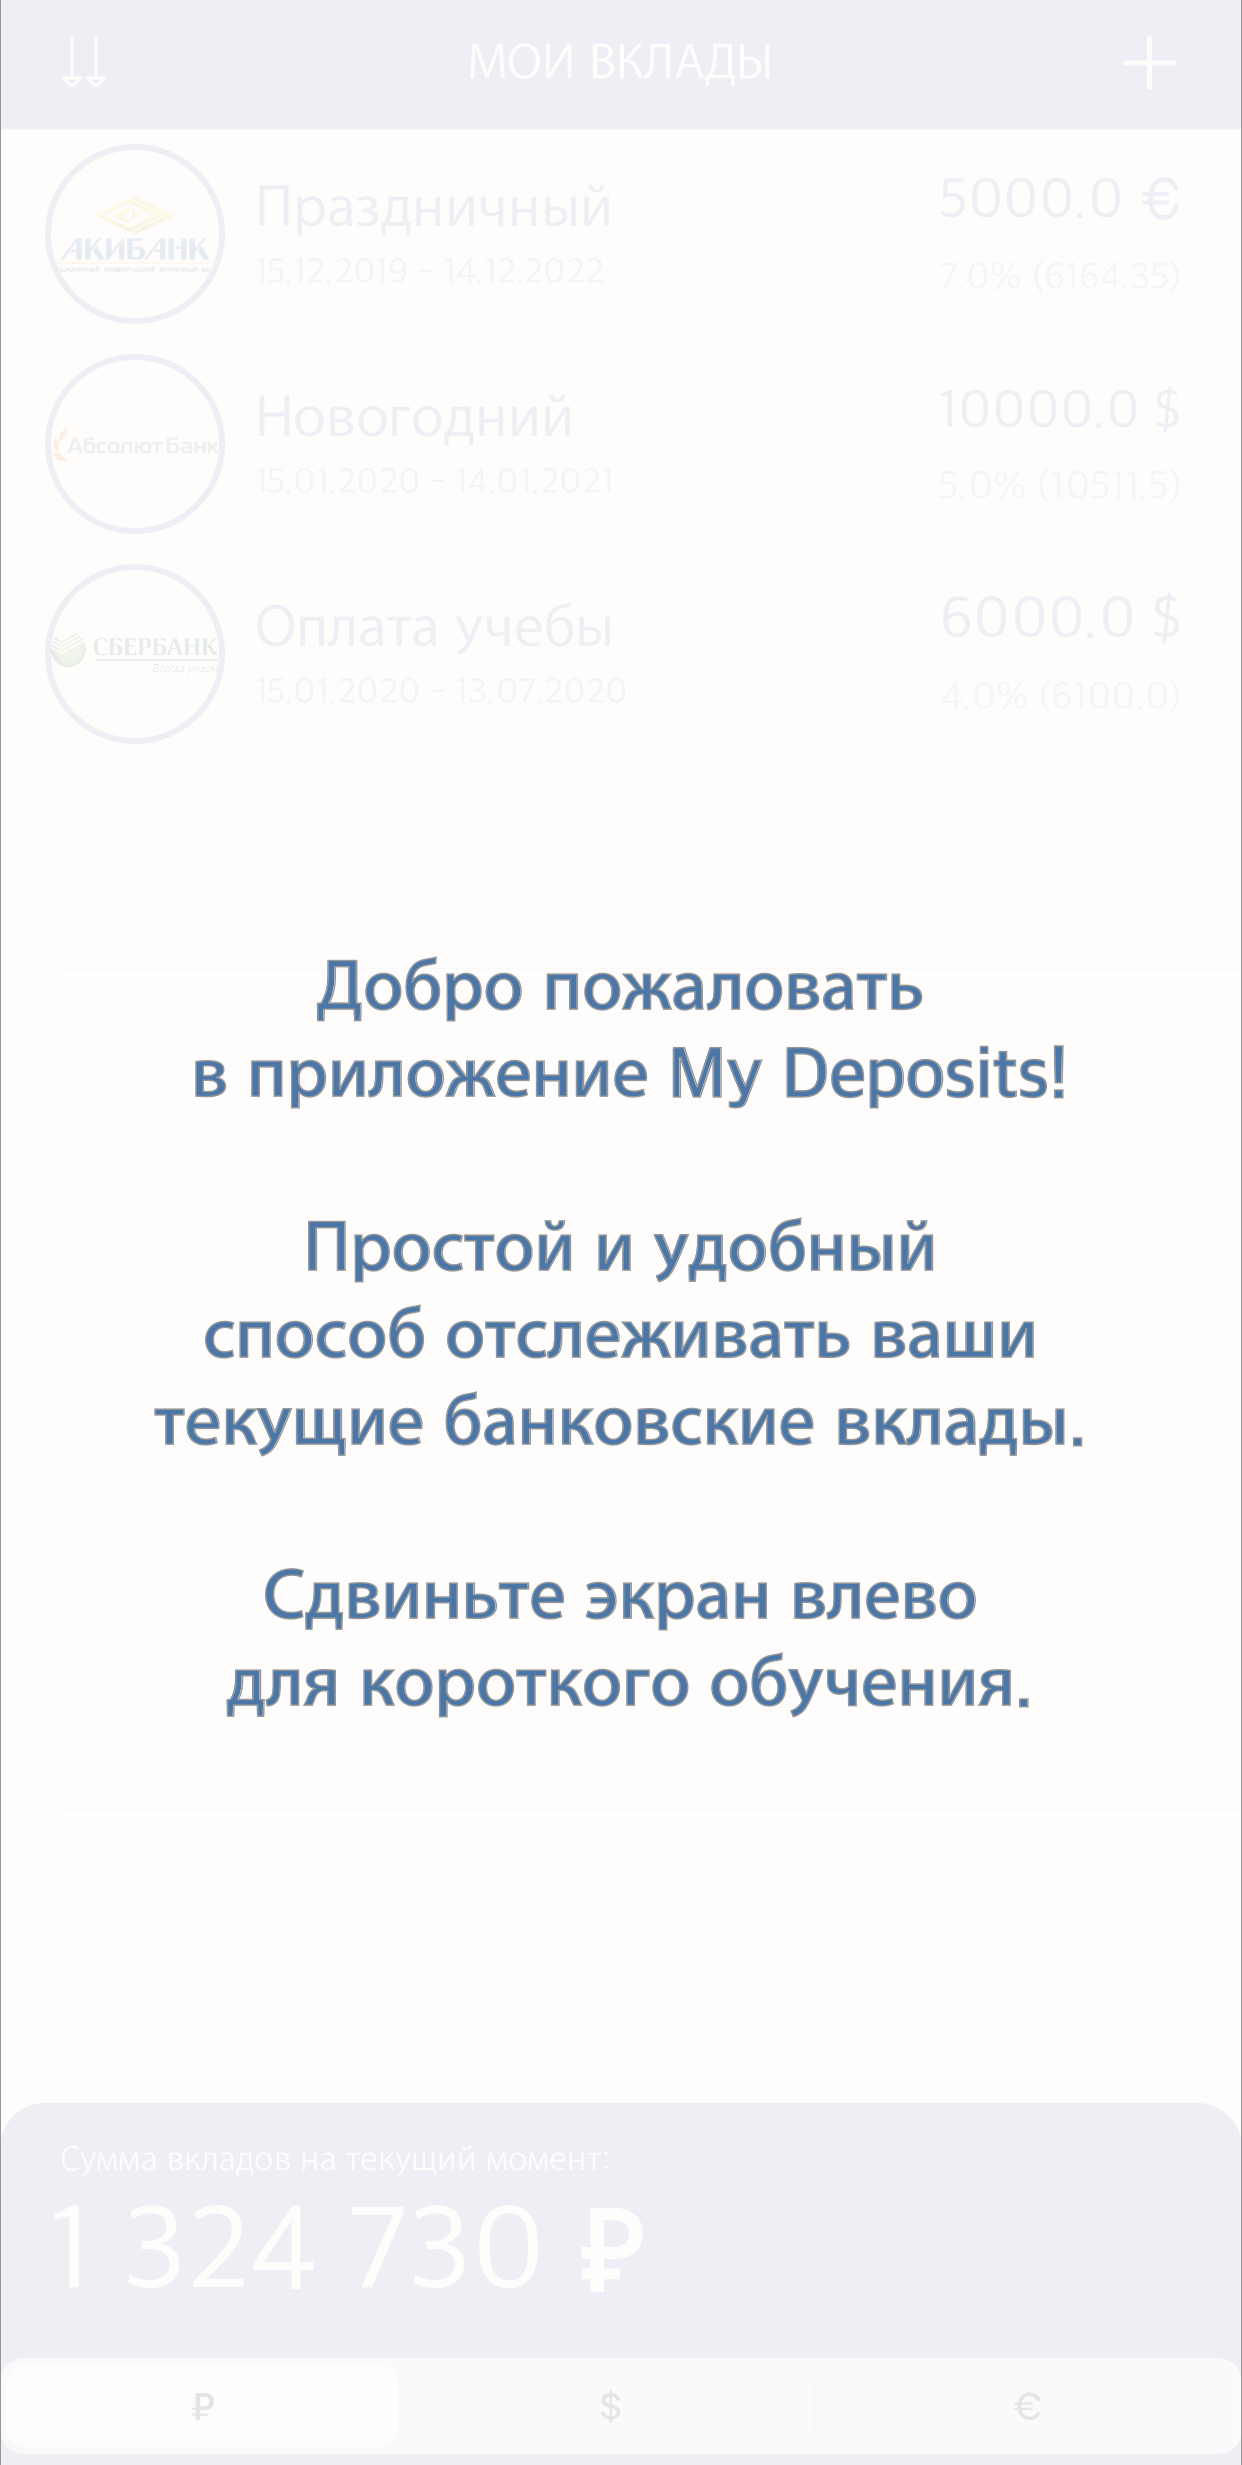 МОИ ВКЛАДЫ
АКИБАНК
Праздничный
5000.0 €
15.12.2019 - 14.12.2022
7.0% (6164.35)
Абсолют Банк
Новогодний
10000.0 $
15.01.2020 - 14.01.2021
5.0% (10511.5)
СБЕРБАНК
Всегда рядом
Оплата учебы
6000.0 $
15.01.2020 - 13.07.2020
4.0% (6100.0)
Добро пожаловать
в приложение My Deposits!
Простой и удобный
способ отслеживать ваши
текущие банковские вклады.
Сдвиньте экран влево
для короткого обучения.
Сумма вкладов на текущий момент:
1 324 730 ₽
₽
$
€